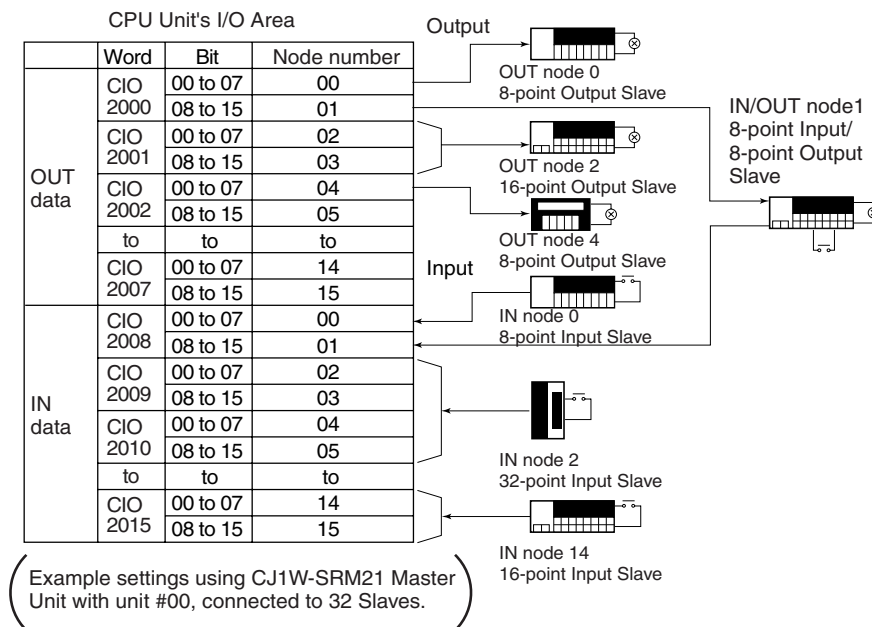 CPU Unit's I/O Area
Word Bit Node number
OUT data
CIO 2000 00 to 07 00
08 to 15 01
CIO 2001 00 to 07 02
08 to 15 03
CIO 2002 00 to 07 04
08 to 15 05
to to to
CIO 2007 00 to 07 14
08 to 15 15
IN data
CIO 2008 00 to 07 00
08 to 15 01
CIO 2009 00 to 07 02
08 to 15 03
CIO 2010 00 to 07 04
08 to 15 05
to to to
CIO 2015 00 to 07 14
08 to 15 15
Output
OUT node 0
8-point Output Slave
OUT node 2
16-point Output Slave
OUT node 4
8-point Output Slave
Input
IN node 0
8-point Input Slave
IN node 2
32-point Input Slave
IN node 14
16-point Input Slave
IN/OUT node1
8-point Input/
8-point Output
Slave
Example settings using CJ1W-SRM21 Master
Unit with unit #00, connected to 32 Slaves.